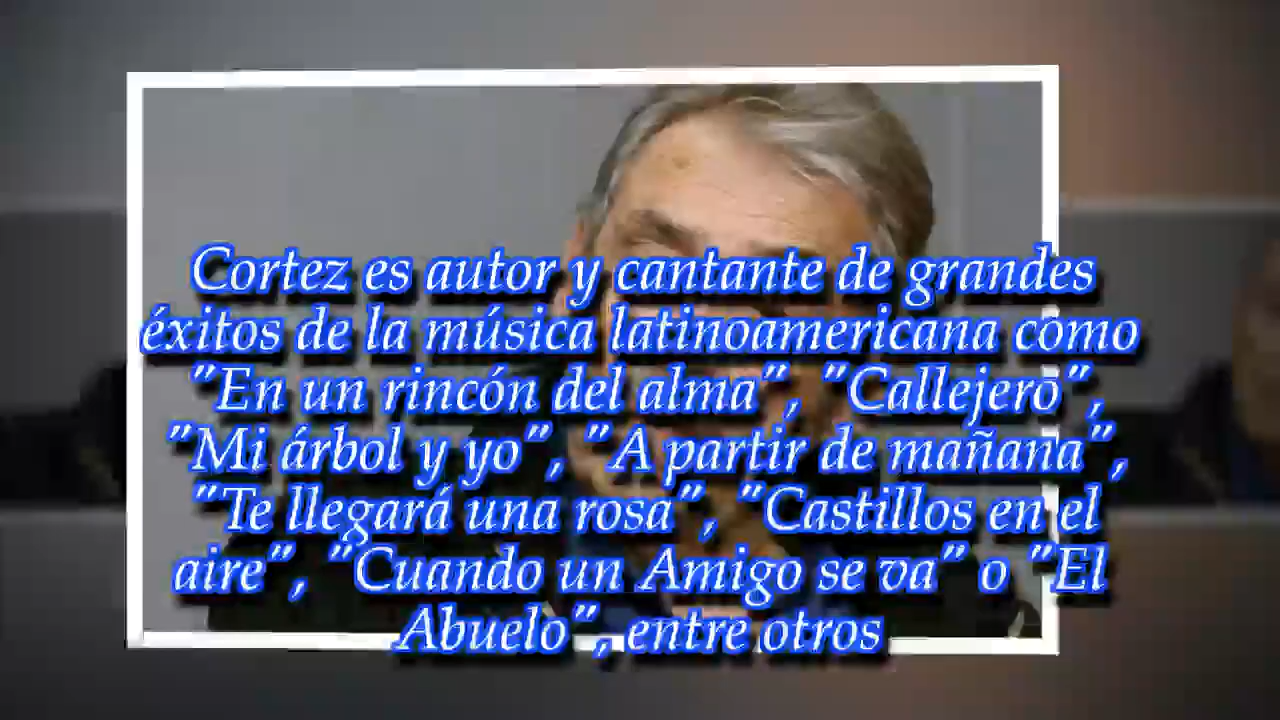 Cortez es autor y cantante de grandes
éxitos de la música latinoamericana como
"En un rincón del alma", "Callejero",
"Mi árbol y yo", "A partir de mañana",
"Te llegará una rosa", "Castillos en el
aire", "Cuando un Amigo se va" o "El
Abuelo", entre otros